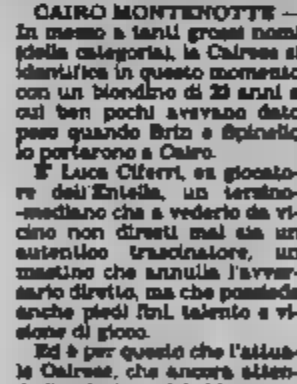 CAIRO MONTENOTTE —
In mezzo a tanti grossi nomi
(della categoria), la Cairese si
identifica in questo momento
con un biondino di 23 anni a
cui ben pochi avevano dato
peso quando Brin e Spinello
lo portarono a Cairo.
E' Luca Ciferri, ex giocato-
re dell'Entella, un terzino-
-mediano che a vederlo da vi-
cino non diresti mai sia un
autentico trascinatore, un
mastino che annulla l'avver-
sario diretto, ma che possiede
anche piedi fini, talento e vi-
sione di gioco.
Ed è per questo che l'attua-
le Cairese, che ancora atten-